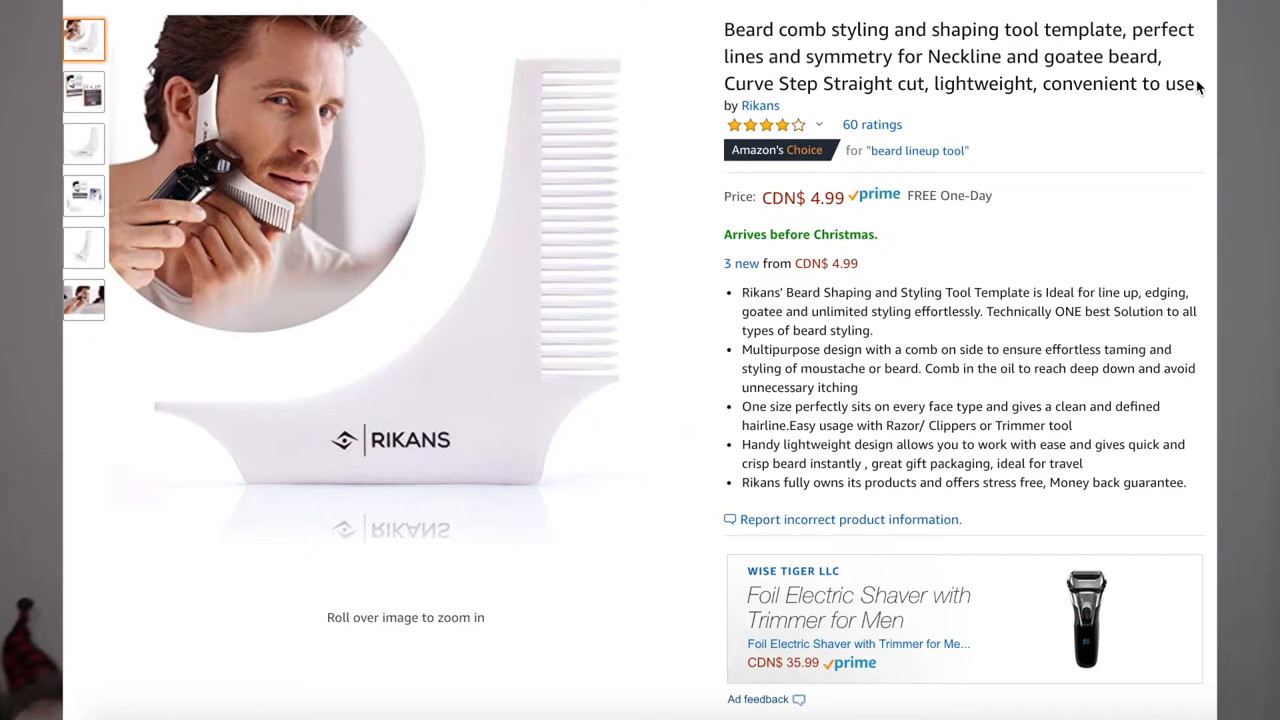 Beard comb styling and shaping tool template, perfect
lines and symmetry for Neckline and goatee beard,
Curve Step Straight cut, lightweight, convenient to use
by Rikans
60 ratings
Amazon's Choice for "beard lineup tool"
Price: CDN$ 4.99 prime FREE One-Day
Arrives before Christmas.
3 new from CDN$ 4.99
• Rikans' Beard Shaping and Styling Tool Template is Ideal for line up, edging,
goatee and unlimited styling effortlessly. Technically ONE best Solution to all
types of beard styling.
• Multipurpose design with a comb on side to ensure effortless taming and
styling of moustache or beard. Comb in the oil to reach deep down and avoid
unnecessary itching
• One size perfectly sits on every face type and gives a clean and defined
hairline.Easy usage with Razor/ Clippers or Trimmer tool
• Handy lightweight design allows you to work with ease and gives quick and
crisp beard instantly , great gift packaging, ideal for travel
• Rikans fully owns its products and offers stress free, Money back guarantee.
Report incorrect product information.
RIKANS
Roll over image to zoom in
WISE TIGER LLC
Foil Electric Shaver with
Trimmer for Men
Foil Electric Shaver with Trimmer for Me...
CDN$ 35.99 prime
Ad feedback